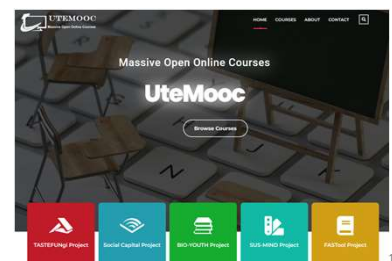 UTEMOOC
Massive Open Online Courses
HOME COURSES ABOUT CONTACT
Massive Open Online Courses
UteMooc
Browse Courses
TASTEFUNgi Project
Social Capital Project
BIO-YOUTH Project
SUS-MIND Project
FASTool Project